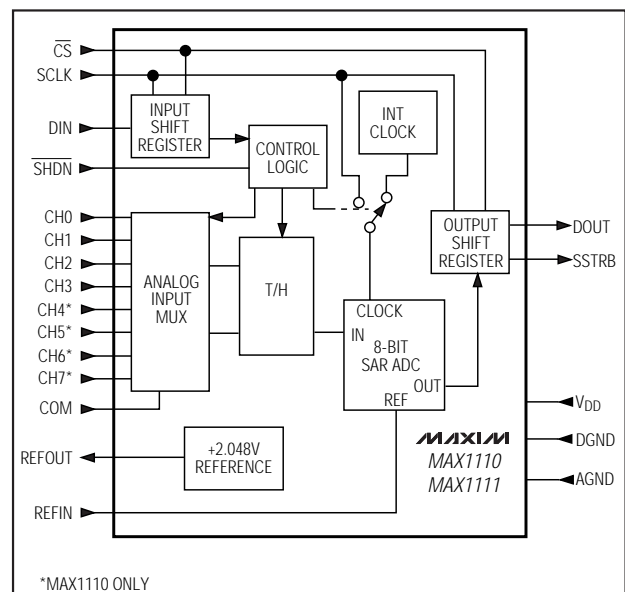 CS
SCLK
DIN
SHDN
CH0
CH1
CH2
CH3
CH4*
CH5*
CH6*
CH7*
COM
REFOUT
REFIN
INPUT
SHIFT
REGISTER
CONTROL
LOGIC
INT
CLOCK
ANALOG
INPUT
MUX
T/H
OUTPUT
SHIFT
REGISTER
CLOCK
IN
8-BIT
SAR ADC
OUT
REF
+2.048V
REFERENCE
DOUT
SSTRB
VDD
DGND
AGND
MAXIM
MAX1110
MAX1111
*MAX1110 ONLY